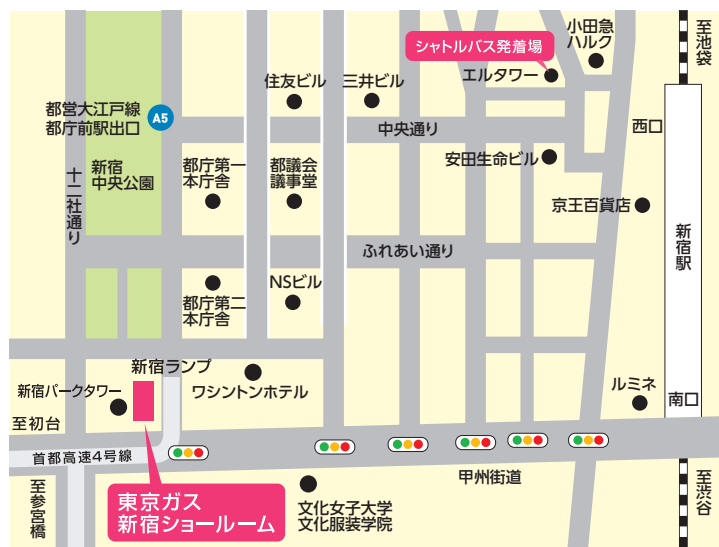 小田急
ハルク
至池袋
シャトルバス発着場
エルタワー
住友ビル
三井ビル
都営大江戸線
都庁前駅出口
A5
中央通り
西口
安田生命ビル
新宿
中央公園
十二社通り
都庁第一
本庁舎
都議会
議事堂
京王百貨店
新宿駅
ふれあい通り
NSビル
都庁第二
本庁舎
新宿ランプ
新宿パークタワー
ワシントンホテル
ルミネ
南口
至初台
首都高速4号線
甲州街道
至渋谷
至参宮橋
東京ガス
新宿ショールーム
文化女子大学
文化服装学院